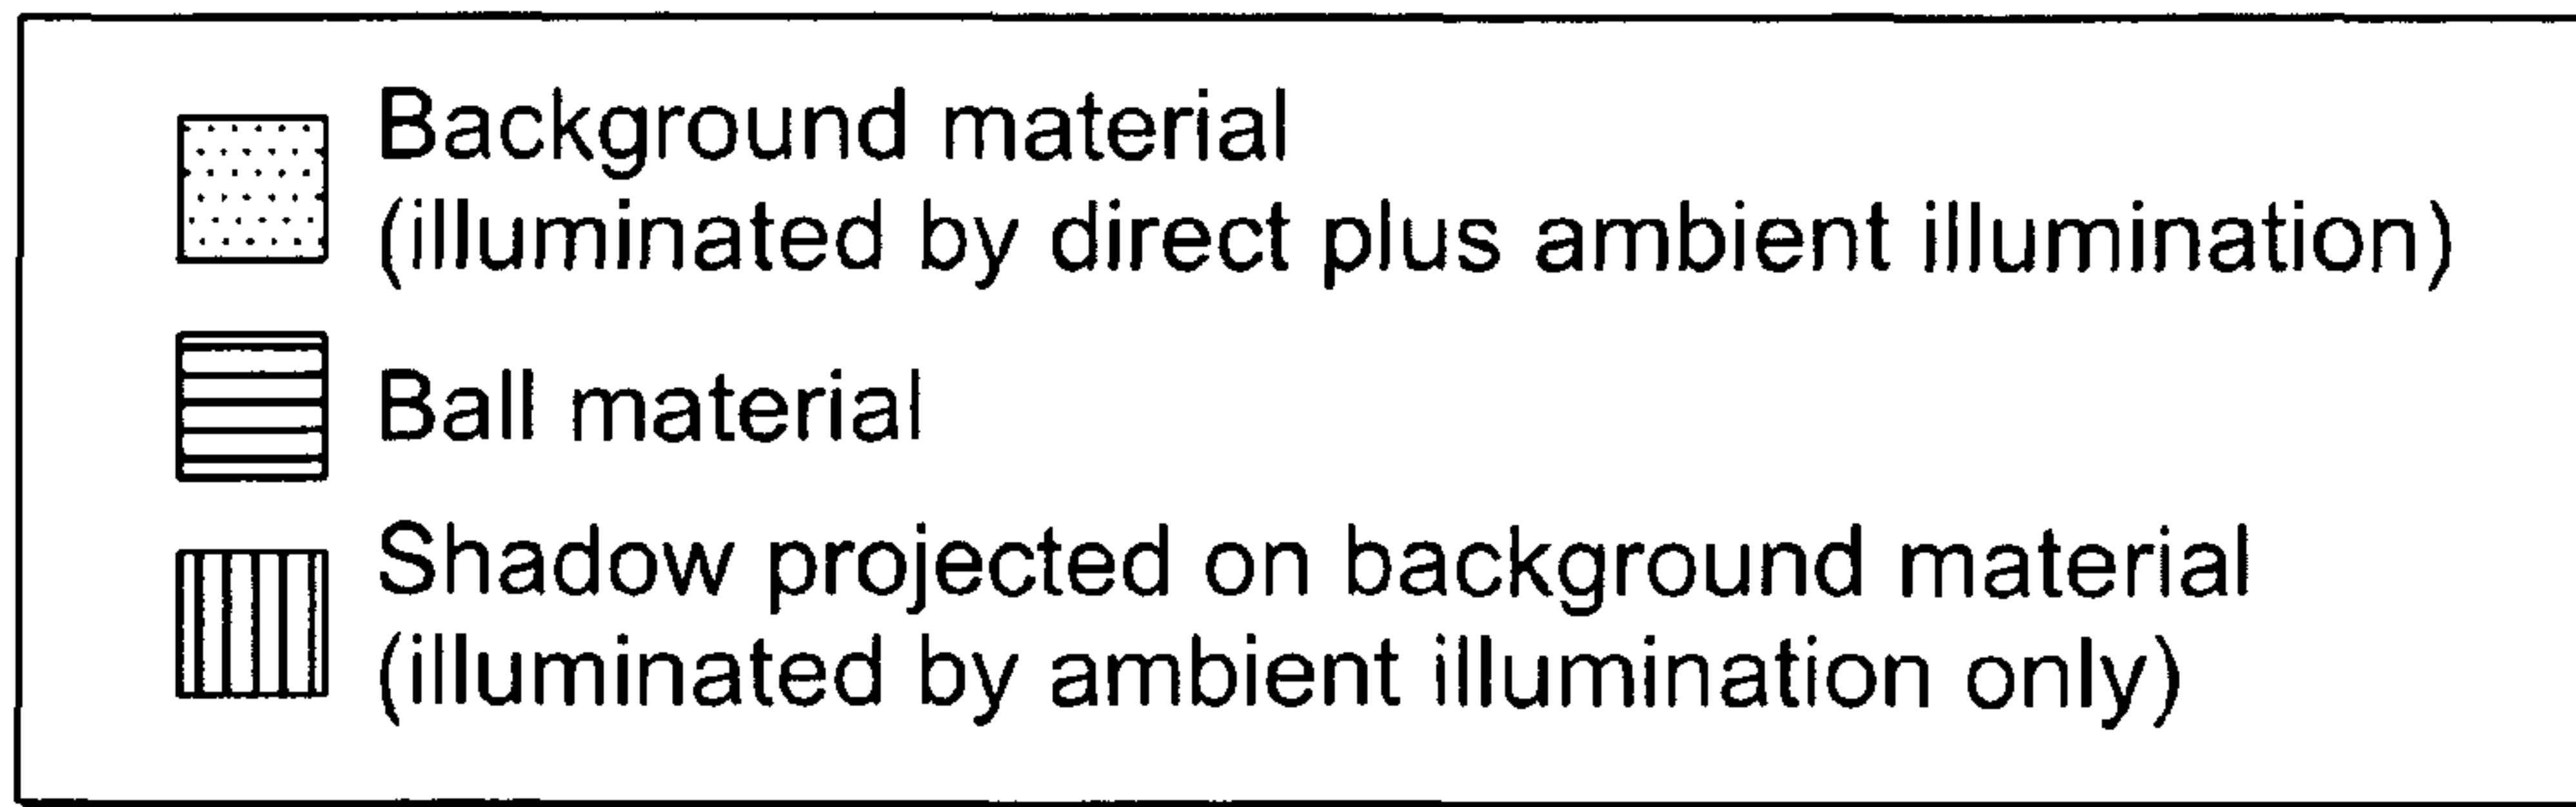 Background material
(illuminated by direct plus ambient illumination)
Ball material
Shadow projected on background material
(illuminated by ambient illumination only)